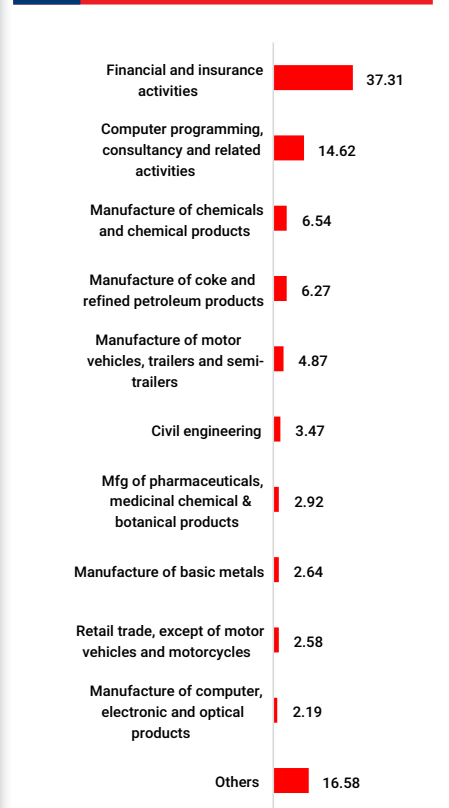 Financial and insurance
activities
37.31
Computer programming,
consultancy and related
activities
14.62
Manufacture of chemicals
and chemical products
6.54
Manufacture of coke and
refined petroleum products
6.27
Manufacture of motor
vehicles, trailers and semi-
trailers
4.87
Civil engineering
3.47
Mfg of pharmaceuticals,
medicinal chemical &
botanical products
2.92
Manufacture of basic metals
2.64
Retail trade, except of motor
vehicles and motorcycles
2.58
Manufacture of computer,
electronic and optical
products
2.19
Others
16.58